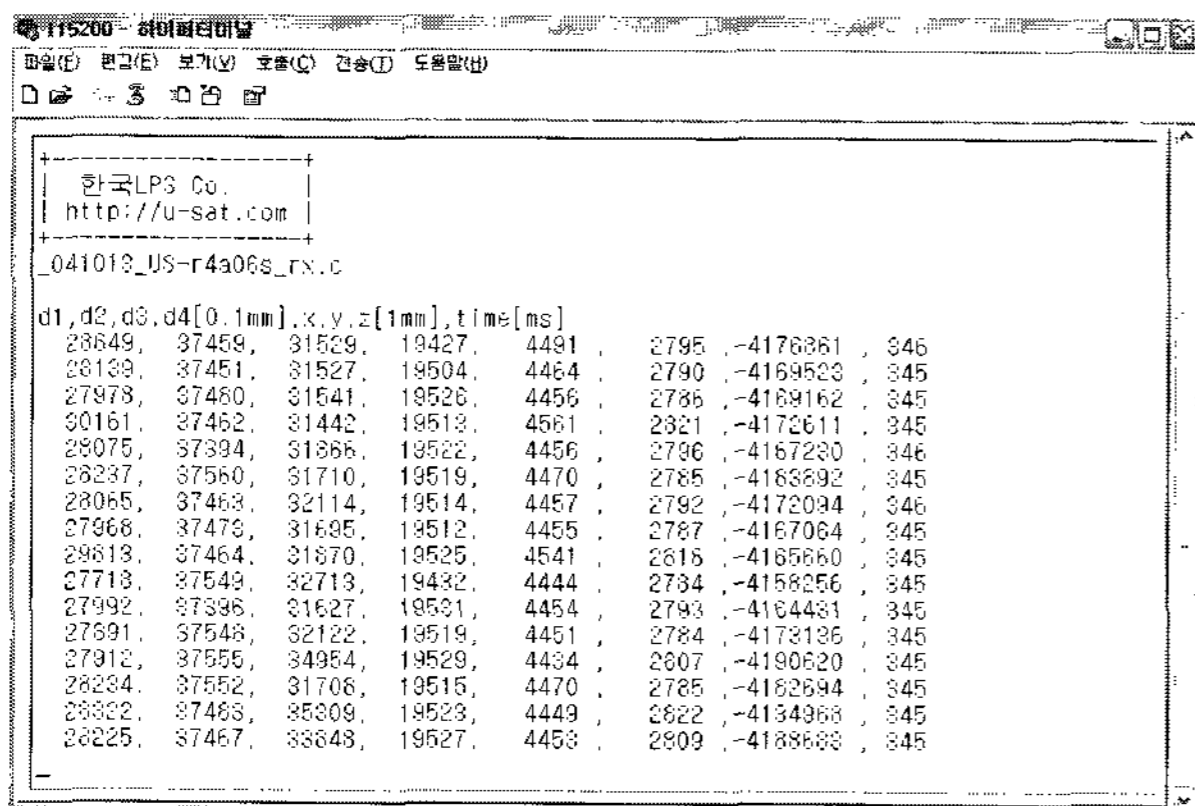 115200 - 하이퍼터미널
파일(F) 편집(E) 보기(V) 호출(C) 전송(T) 도움말(H)
한국LPS Co.
http://u-sat.com
_041013_US-r4a06s_rx.c
d1,d2,d3,d4[0.1mm],x,y,z[1mm],time[ms]
28649, 37459, 31529, 19427, 4491 , 2795 ,-4176861 , 346
28139, 37451, 31527, 19504, 4464 , 2790 ,-4169523 , 345
27978, 37480, 31541, 19526, 4456 , 2786 ,-4169162 , 345
30161, 37462, 31442, 19513, 4561 , 2821 ,-4172611 , 345
28075, 37394, 31866, 19522, 4456 , 2796 ,-4157230 , 346
28237, 37560, 31710, 19519, 4470 , 2785 ,-4183892 , 345
28065, 37463, 32114, 19514, 4457 , 2792 ,-4172094 , 346
27968, 37473, 31695, 19512, 4455 , 2787 ,-4167064 , 345
29813, 37464, 31870, 19525, 4541 , 2816 ,-4165660 , 345
27713, 37549, 32713, 19432, 4444 , 2784 ,-4158256 , 345
27992, 37396, 31627, 19531, 4454 , 2793 ,-4164431 , 345
27891, 37548, 32122, 19519, 4451 , 2784 ,-4173136 , 345
27912, 37555, 34954, 19529, 4434 , 2807 ,-4190620 , 345
28234, 37552, 31708, 19515, 4470 , 2785 ,-4182694 , 345
28322, 37483, 35309, 19523, 4449 , 2822 ,-4134968 , 345
28225, 37467, 33848, 19527, 4453 , 2809 ,-4188683 , 345